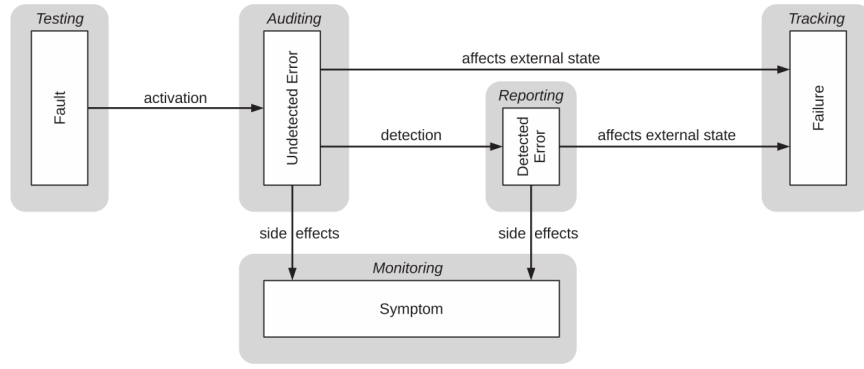 Testing
Auditing
Tracking
Fault
activation
Undetected Error
affects external state
Reporting
detection
Detected
Error
affects external state
Failure
side effects
side effects
Monitoring
Symptom